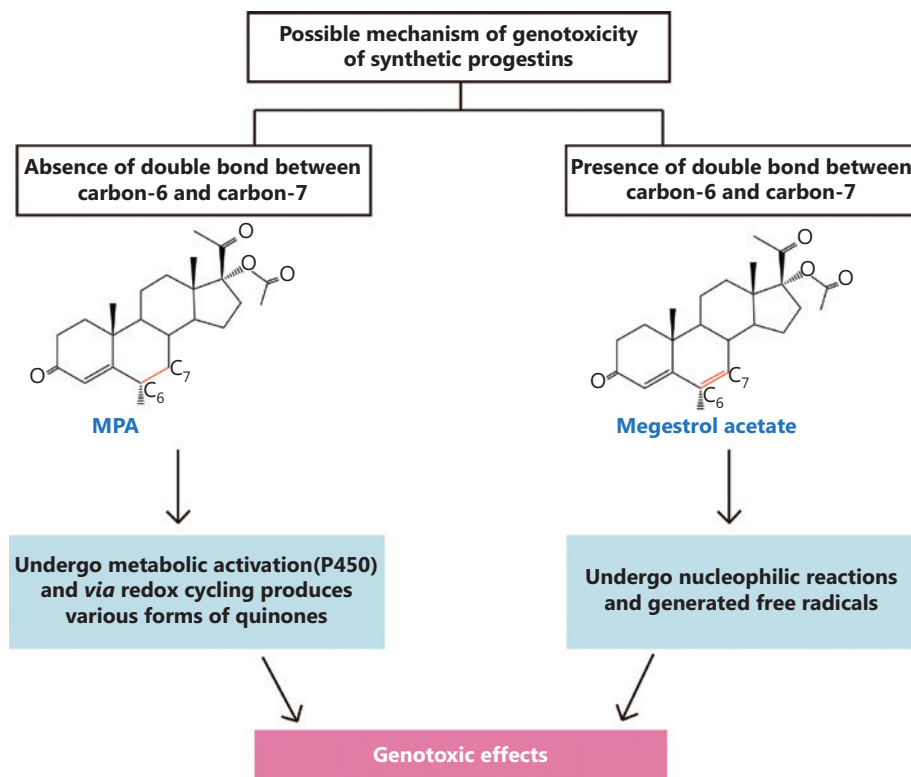 Possible mechanism of genotoxicity
of synthetic progestins
Absence of double bond between
carbon-6 and carbon-7
Presence of double bond between
carbon-6 and carbon-7
O
O
O
O
C7
C6
MPA
O
O
O
O
C7
C6
Megestrol acetate
Undergo metabolic activation(P450)
and via redox cycling produces
various forms of quinones
Undergo nucleophilic reactions
and generated free radicals
Genotoxic effects